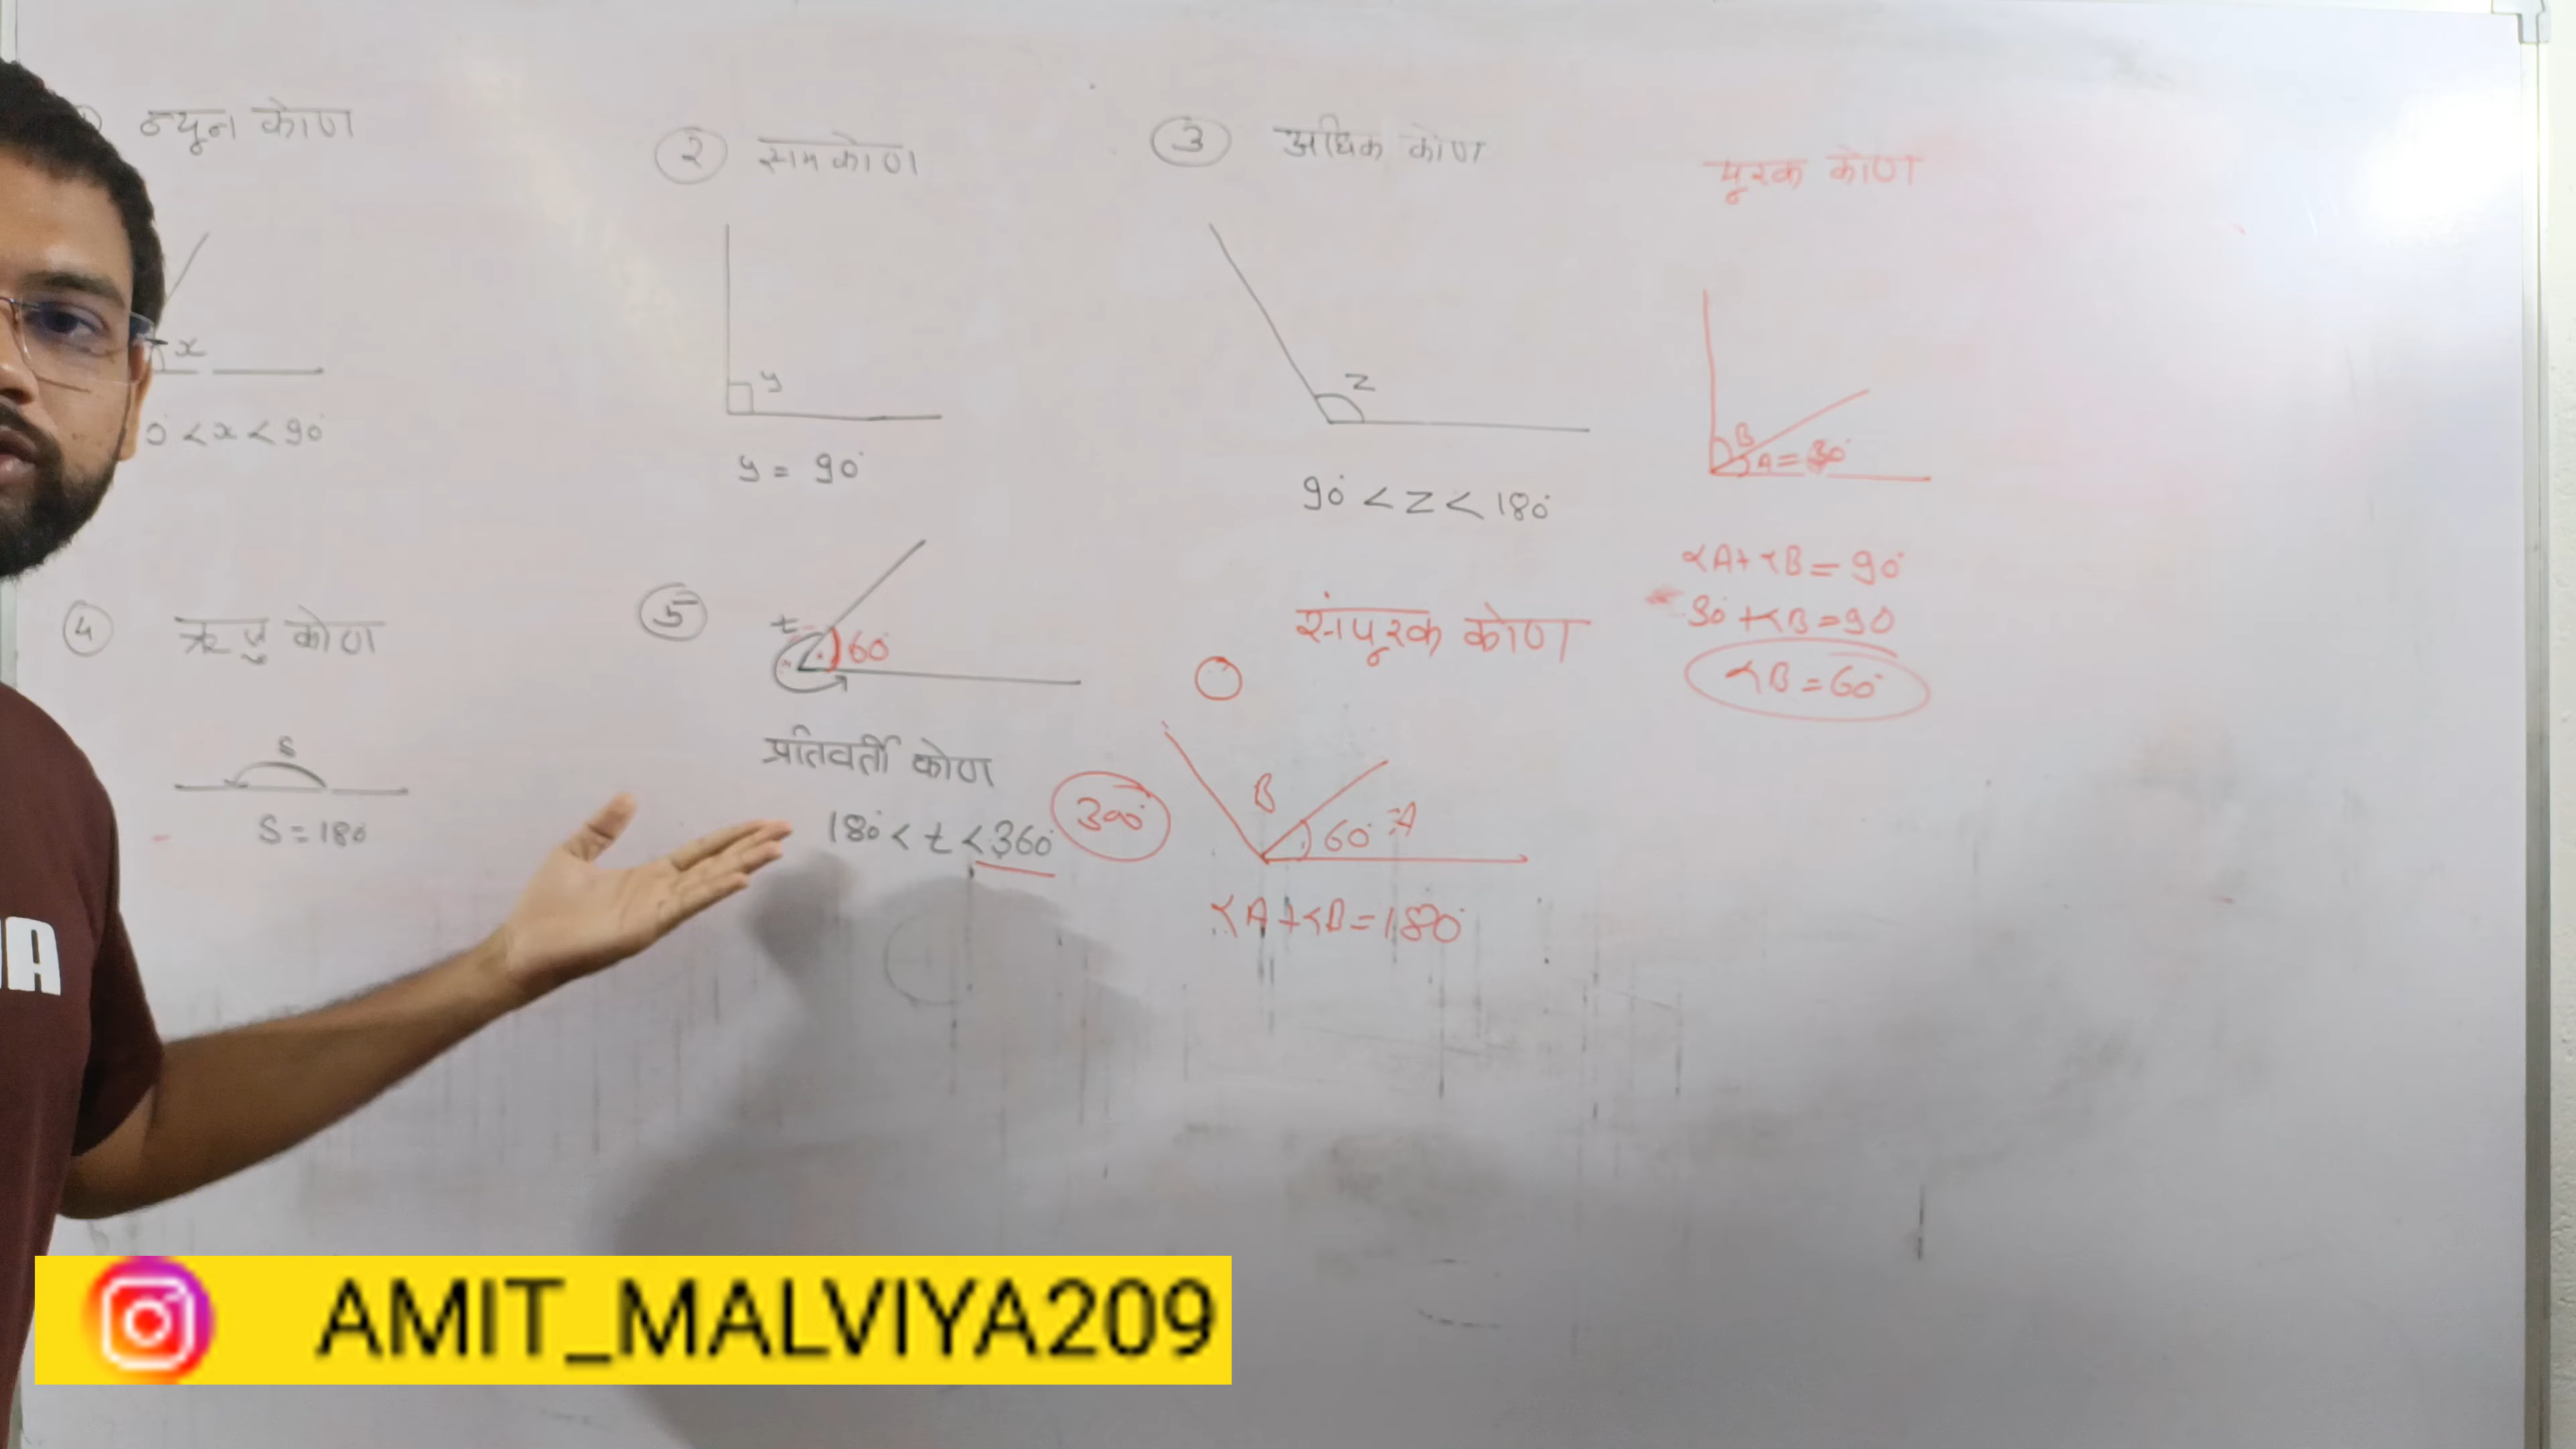 न्यून कोण
x
0° < x < 90°
२ समकोण
y
y = 90°
3 अधिक कोण
z
90° < z < 180°
पूरक कोण
B
A = 30°
∢A + ∢B = 90°
30° + ∢B = 90
∢B = 60°
4 ऋजु कोण
S
S = 180
5
t 60°
प्रतिवर्ती कोण
180° < t < 360° 300°
संपूरक कोण
B
60° = A
∢A + ∢B = 180°
A
AMIT_MALVIYA209